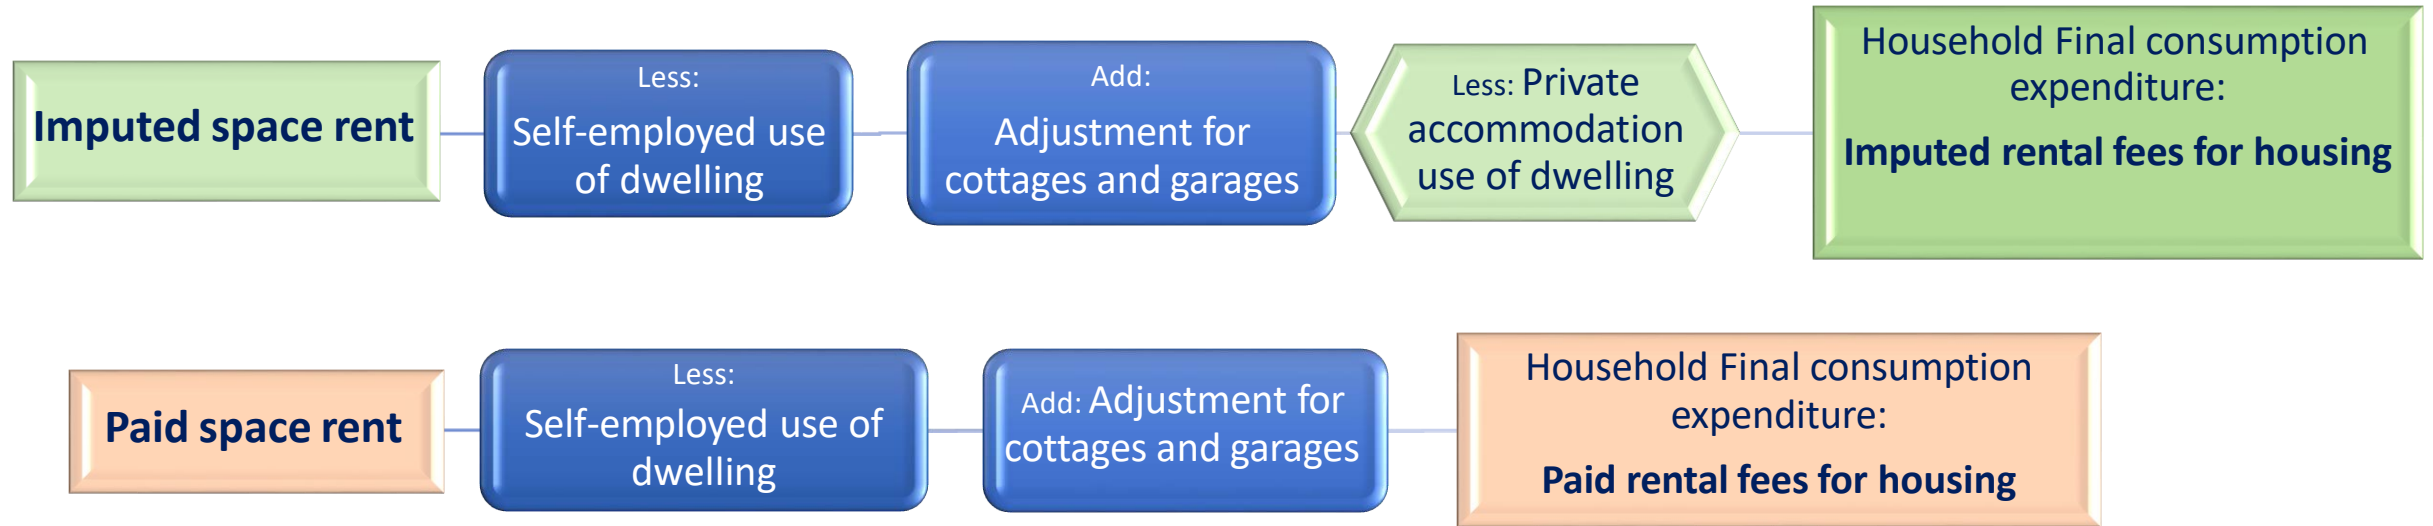 Imputed space rent
Less:
Self-employed use
of dwelling
Add:
Adjustment for
cottages and garages
Less: Private
accommodation
use of dwelling
Household Final consumption
expenditure:
Imputed rental fees for housing
Paid space rent
Less:
Self-employed use of
dwelling
Add: Adjustment for
cottages and garages
Household Final consumption
expenditure:
Paid rental fees for housing